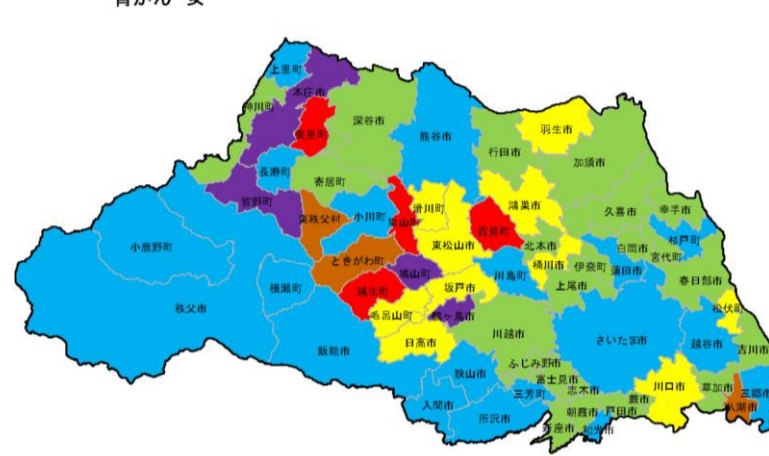 胃がん 女
上里町
本庄市
神川町
美里町
深谷市
熊谷市
羽生市
行田市
加須市
長瀞町
寄居町
皆野町
東秩父村
小川町
嵐山町
滑川町
吉見町
鴻巣市
久喜市
幸手市
小鹿野町
ときがわ町
東松山市
北本市
白岡市
杉戸町
宮代町
鳩山町
川島町
桶川市
伊奈町
蓮田市
秩父市
横瀬町
越生町
坂戸市
上尾市
春日部市
毛呂山町
鶴ヶ島市
松伏町
飯能市
日高市
川越市
さいたま市
越谷市
吉川市
ふじみ野市
狭山市
富士見市
三芳町
志木市
川口市
草加市
三郷市
入間市
所沢市
朝霞市
戸田市
蕨市
八潮市
新座市
和光市